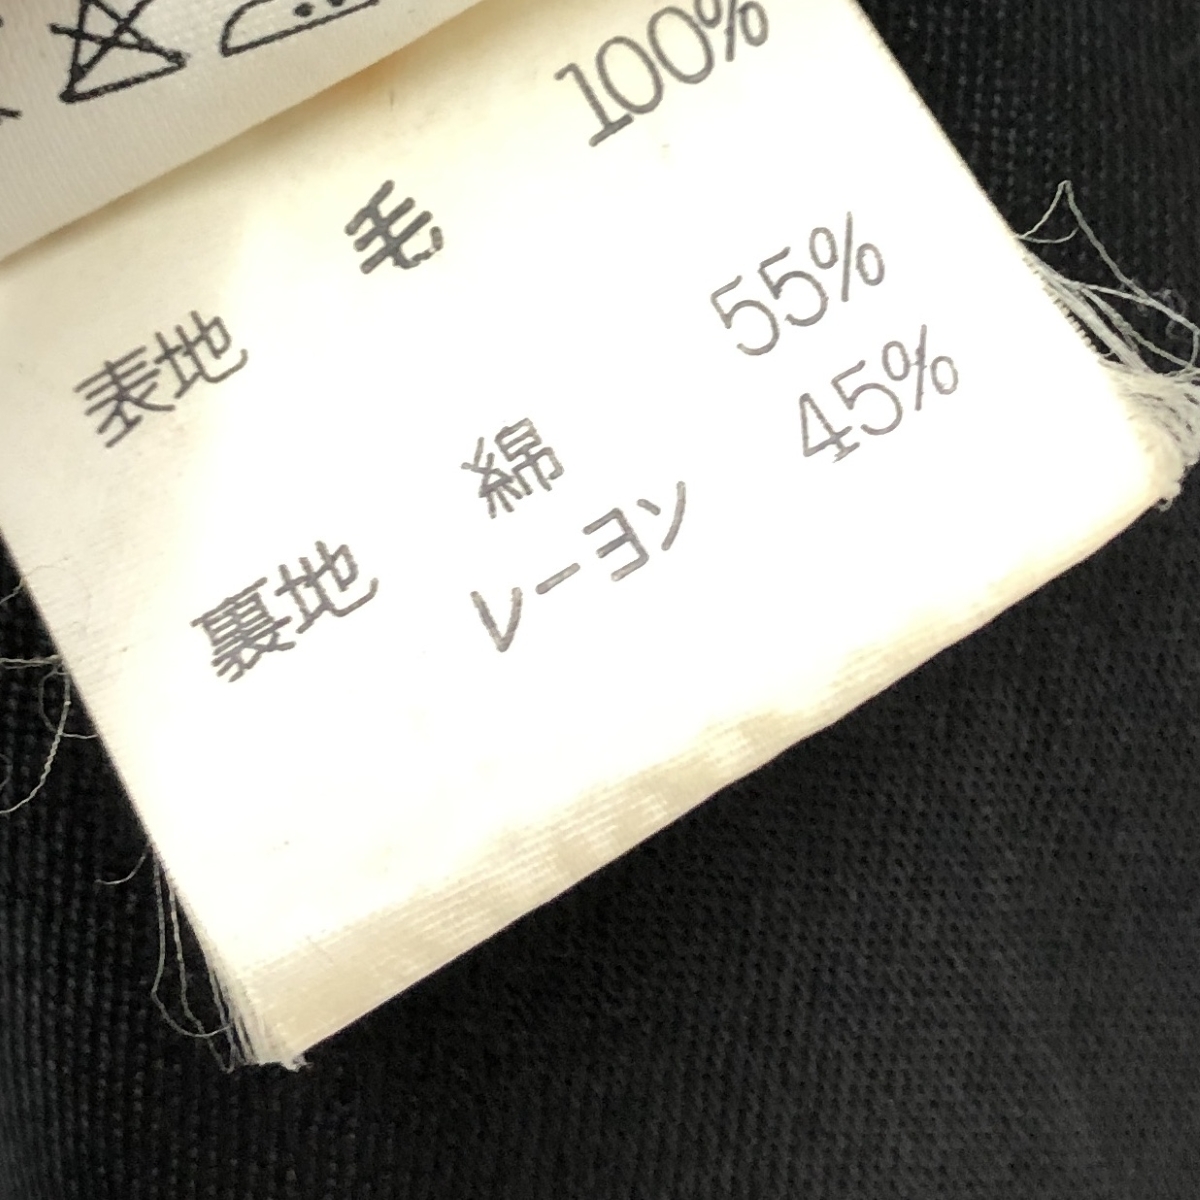 表地 毛 100%
裏地 綿 55%
レーヨン 45%